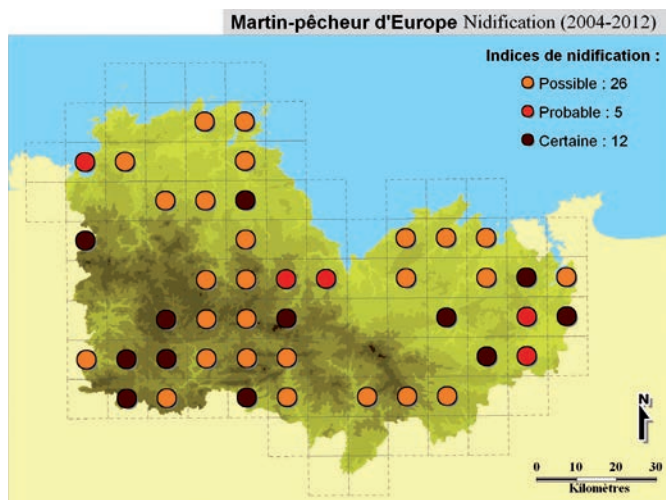 Martin-pêcheur d'Europe Nidification (2004-2012)
Indices de nidification :
Possible : 26
Probable : 5
Certaine : 12
N
0 10 20 30
Kilomètres